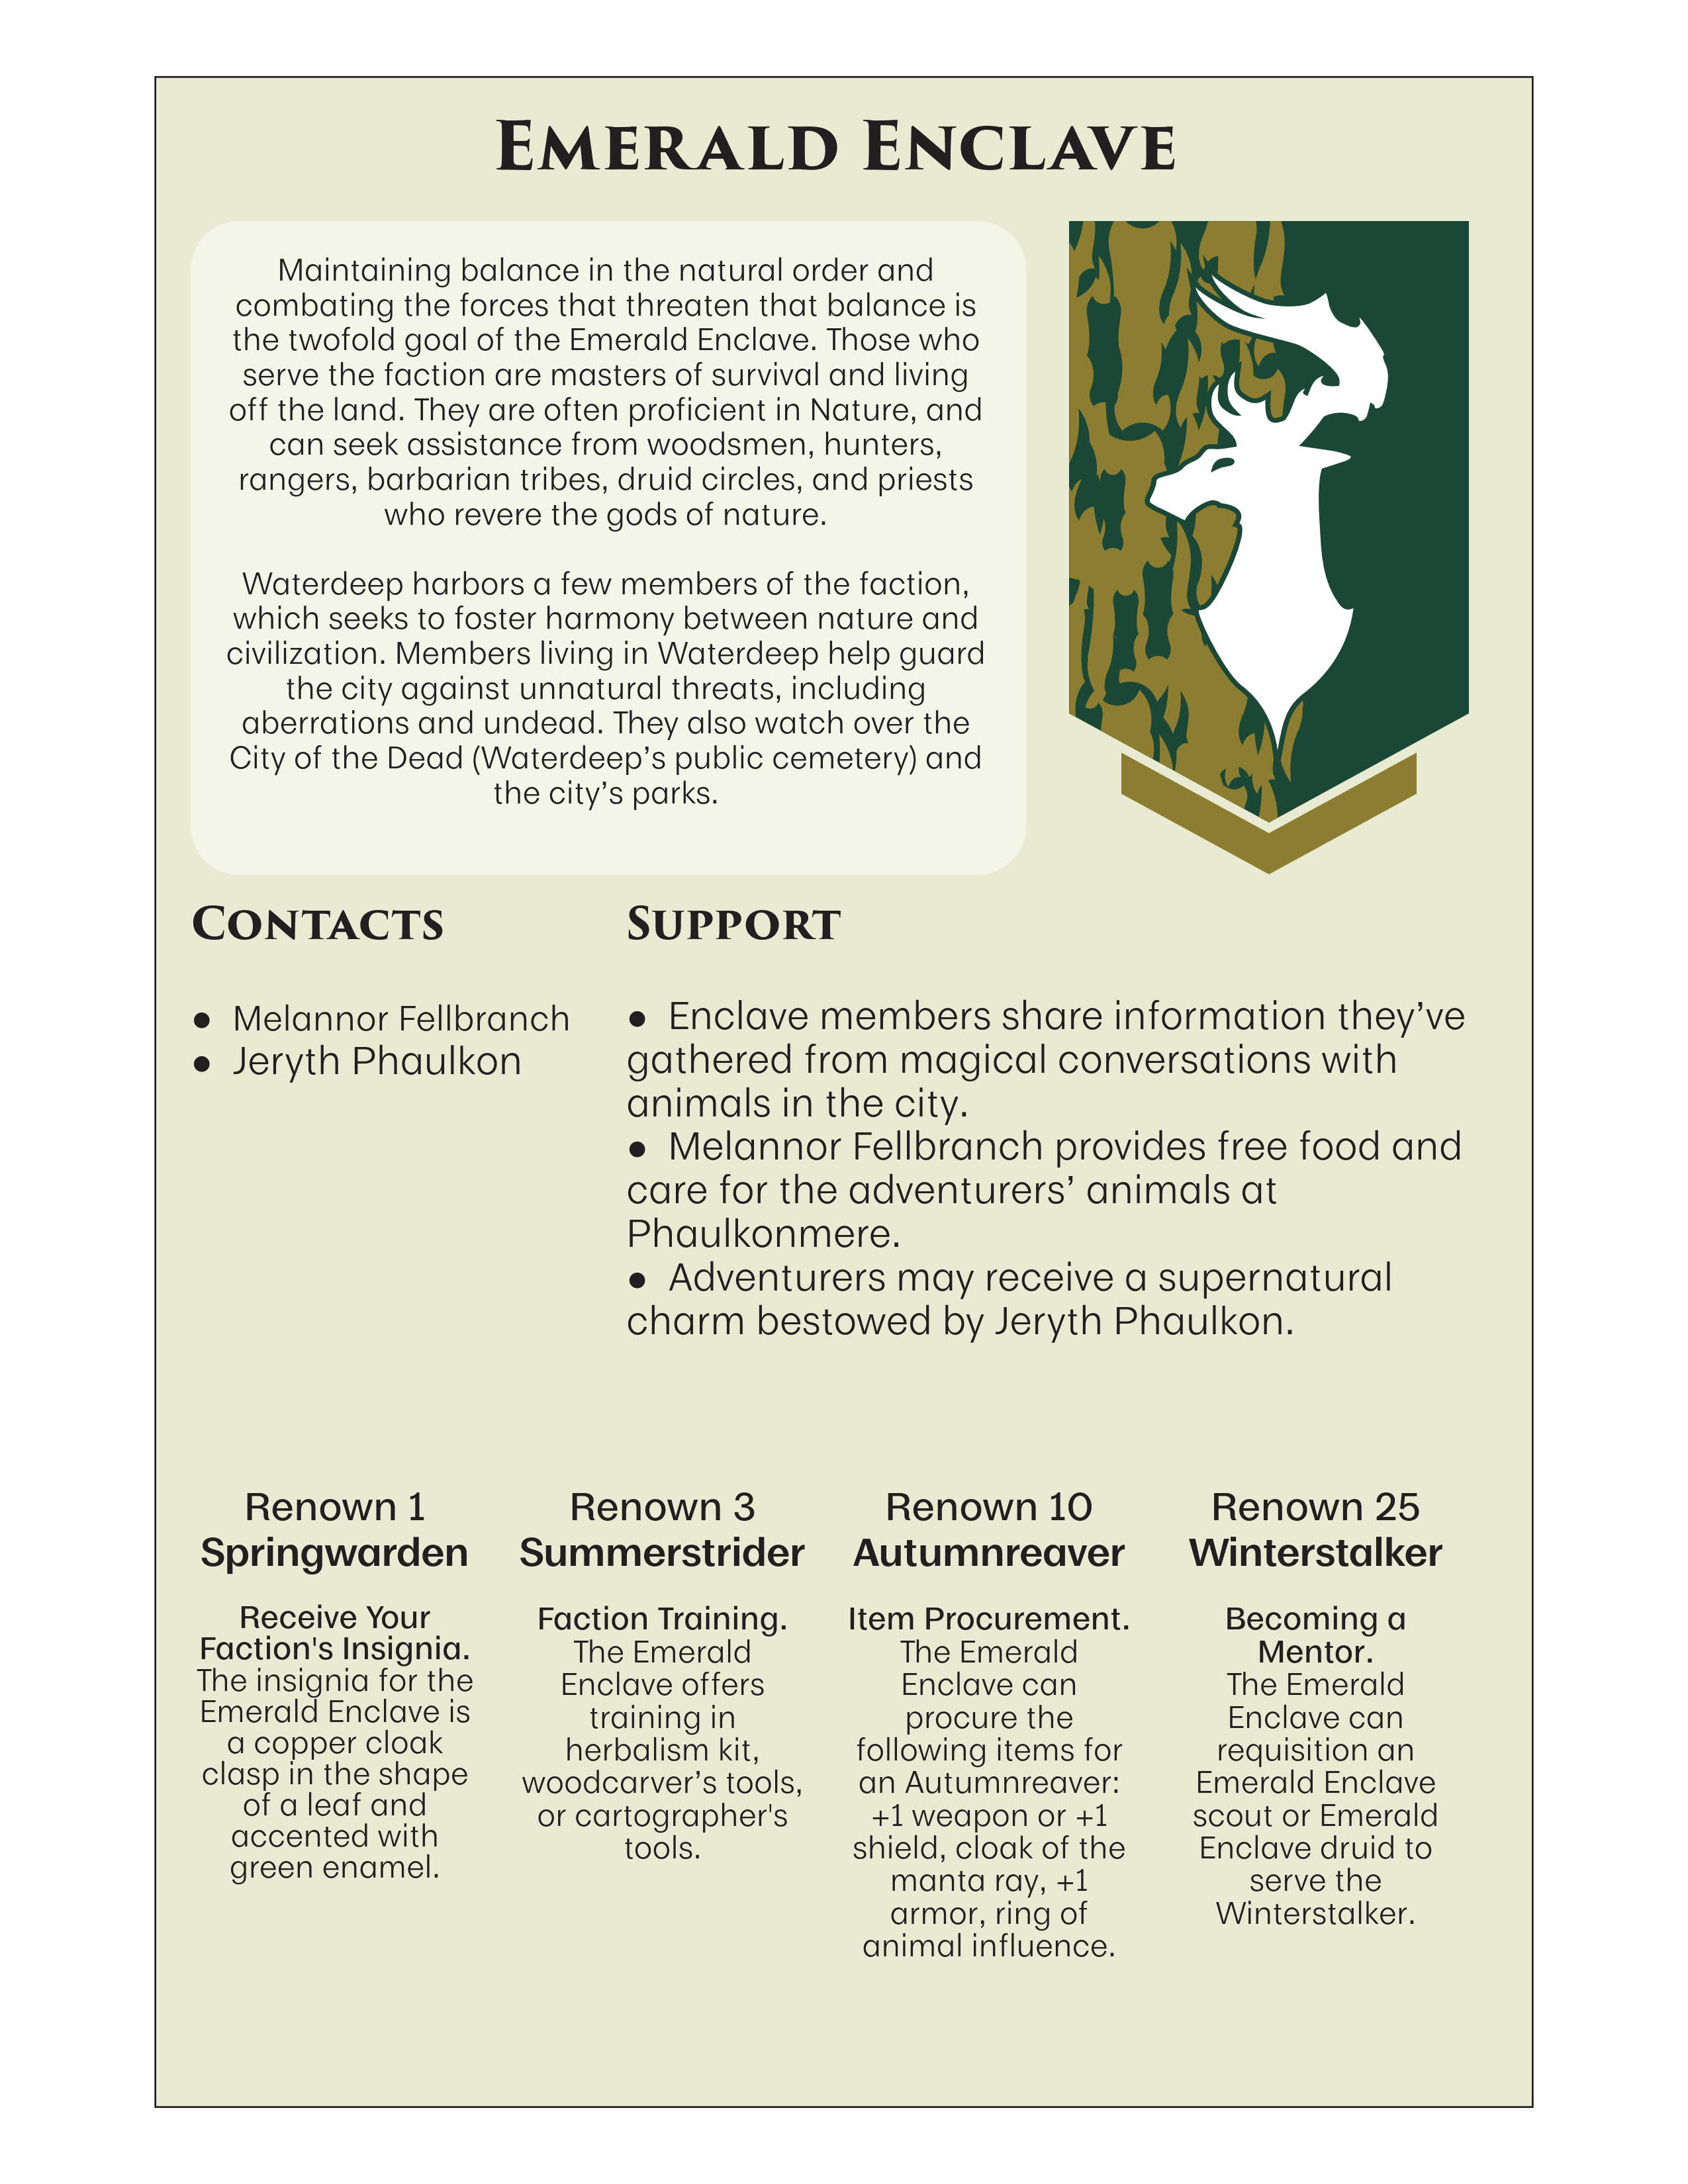 EMERALD ENCLAVE
Maintaining balance in the natural order and
combating the forces that threaten that balance is
the twofold goal of the Emerald Enclave. Those who
serve the faction are masters of survival and living
off the land. They are often proficient in Nature, and
can seek assistance from woodsmen, hunters,
rangers, barbarian tribes, druid circles, and priests
who revere the gods of nature.
Waterdeep harbors a few members of the faction,
which seeks to foster harmony between nature and
civilization. Members living in Waterdeep help guard
the city against unnatural threats, including
aberrations and undead. They also watch over the
City of the Dead (Waterdeep’s public cemetery) and
the city’s parks.
CONTACTS
● Melannor Fellbranch
● Jeryth Phaulkon
SUPPORT
● Enclave members share information they’ve
gathered from magical conversations with
animals in the city.
● Melannor Fellbranch provides free food and
care for the adventurers’ animals at
Phaulkonmere.
● Adventurers may receive a supernatural
charm bestowed by Jeryth Phaulkon.
Renown 1
Springwarden
Receive Your
Faction's Insignia.
The insignia for the
Emerald Enclave is
a copper cloak
clasp in the shape
of a leaf and
accented with
green enamel.
Renown 3
Summerstrider
Faction Training.
The Emerald
Enclave offers
training in
herbalism kit,
woodcarver’s tools,
or cartographer's
tools.
Renown 10
Autumnreaver
Item Procurement.
The Emerald
Enclave can
procure the
following items for
an Autumnreaver:
+1 weapon or +1
shield, cloak of the
manta ray, +1
armor, ring of
animal influence.
Renown 25
Winterstalker
Becoming a
Mentor.
The Emerald
Enclave can
requisition an
Emerald Enclave
scout or Emerald
Enclave druid to
serve the
Winterstalker.